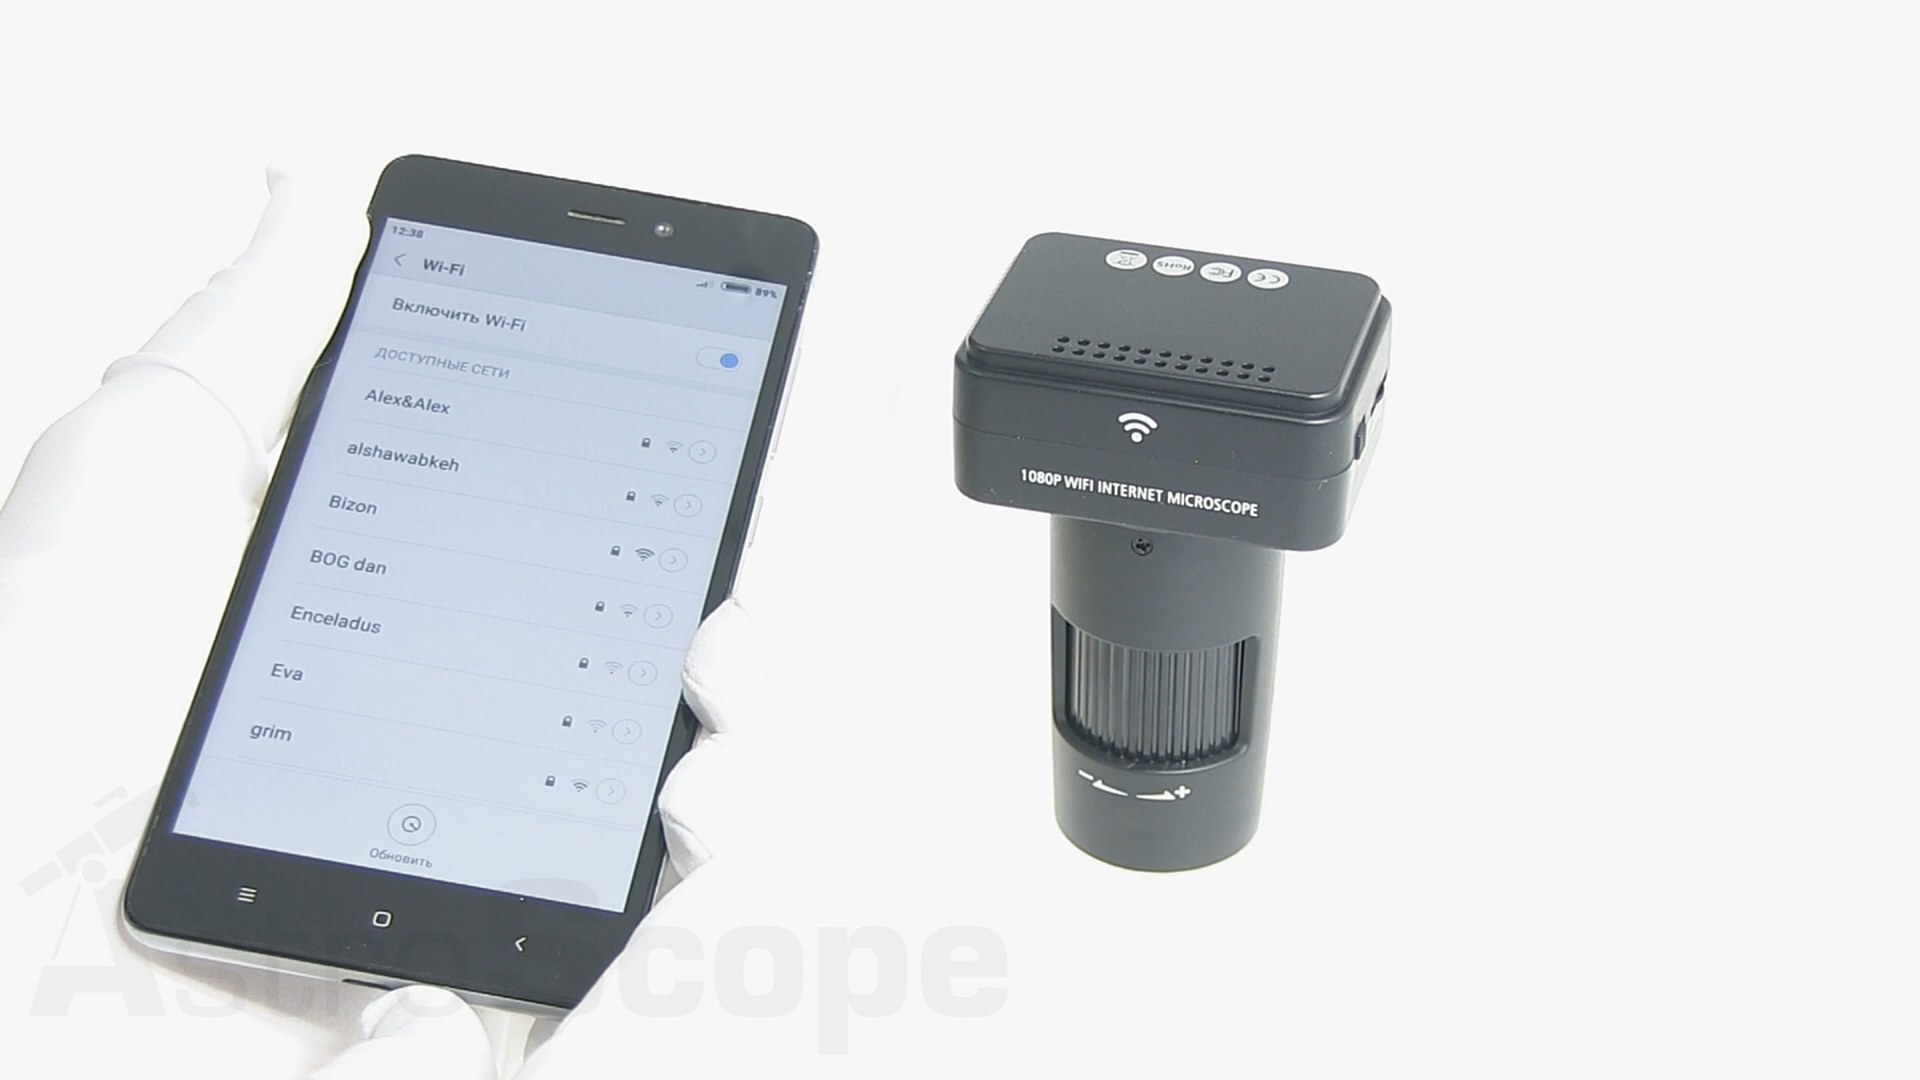 12:38
89%
Wi-Fi
Включить Wi-Fi
ДОСТУПНЫЕ СЕТИ
Alex&Alex
alshawabkeh
Bizon
BOG dan
Enceladus
Eva
grim
Обновить
RoHS
FC
CE
1080P WIFI INTERNET MICROSCOPE
- +
AstroScope